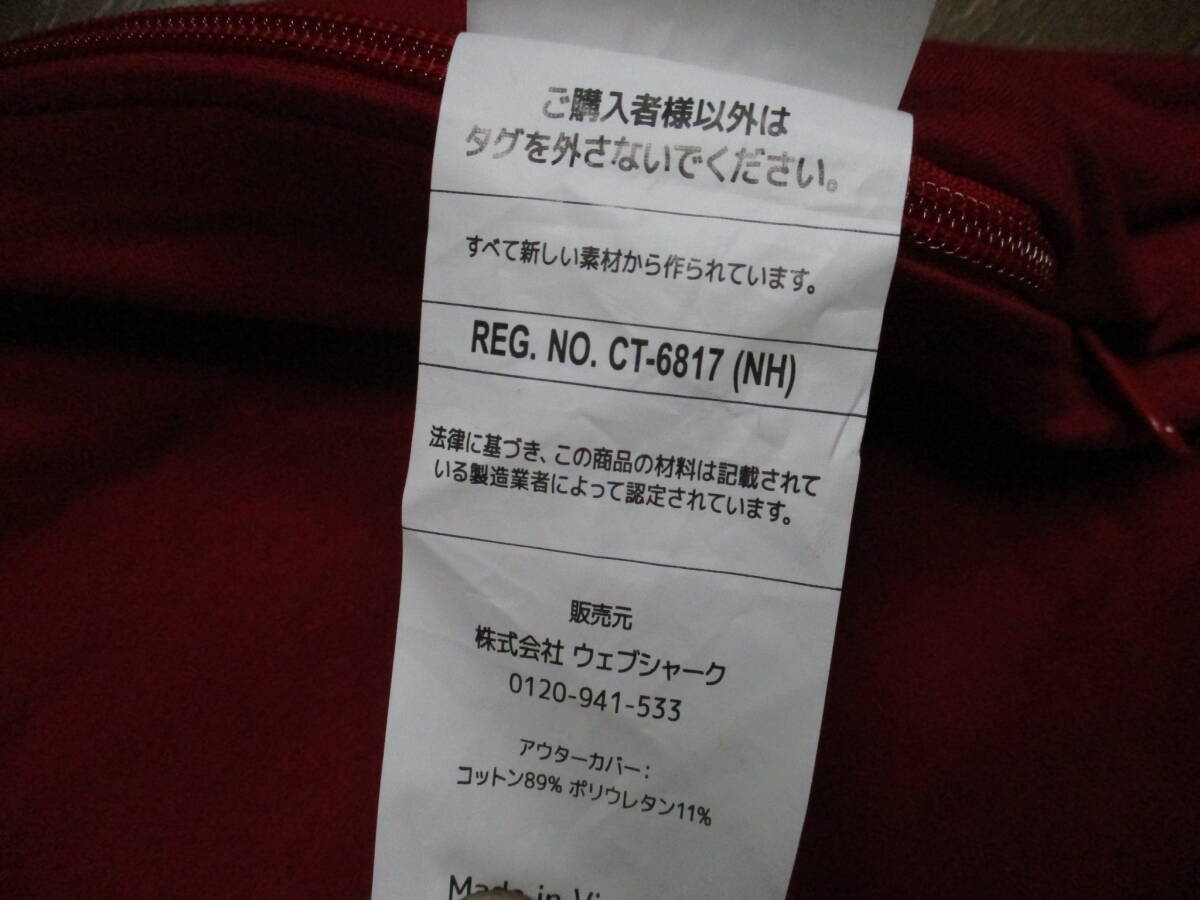 ご購入者様以外は
タグを外さないでください。
すべて新しい素材から作られています。
REG. NO. CT-6817 (NH)
法律に基づき、この商品の材料は記載されて
いる製造業者によって認定されています。
販売元
株式会社 ウェブシャーク
0120-941-533
アウターカバー：
コットン89% ポリウレタン11%
in